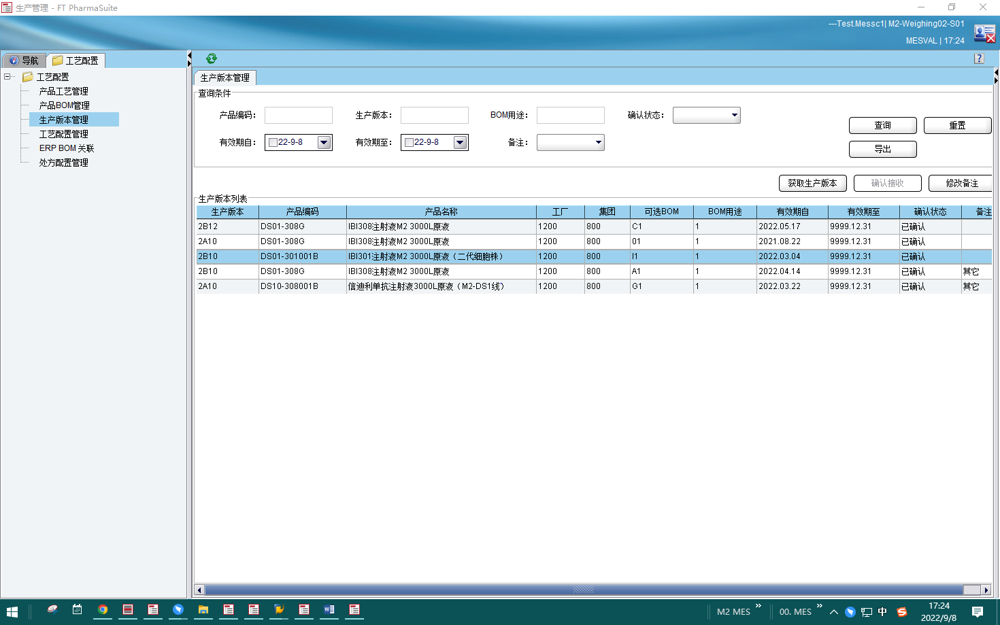 生产管理 - FT PharmaSuite
---Test.Messc1| M2-Weighing02-S01
MESVAL | 17:24
导航 工艺配置
工艺配置
产品工艺管理
产品BOM管理
生产版本管理
工艺配置管理
ERP BOM 关联
处方配置管理
?
生产版本管理
查询条件
产品编码： 生产版本： BOM用途： 确认状态：
有效期自： 22-9-8 有效期至： 22-9-8 备注：
查询 重置
导出
获取生产版本 确认接收 修改备注
生产版本列表
生产版本 产品编码 产品名称 工厂 集团 可选BOM BOM用途 有效期自 有效期至 确认状态 备注
2B12 DS01-308G IBI308注射液M2 3000L原液 1200 800 C1 1 2022.05.17 9999.12.31 已确认
2A10 DS01-308G IBI308注射液M2 3000L原液 1200 800 01 1 2021.08.22 9999.12.31 已确认
2B10 DS01-301001B IBI301注射液M2 3000L原液（二代细胞株） 1200 800 I1 1 2022.03.04 9999.12.31 已确认
2B10 DS01-308G IBI308注射液M2 3000L原液 1200 800 A1 1 2022.04.14 9999.12.31 已确认 其它
2A10 DS10-308001B 信迪利单抗注射液3000L原液（M2-DS1线） 1200 800 G1 1 2022.03.22 9999.12.31 已确认 其它
M2 MES » 00. MES » 中 17:24
2022/9/8